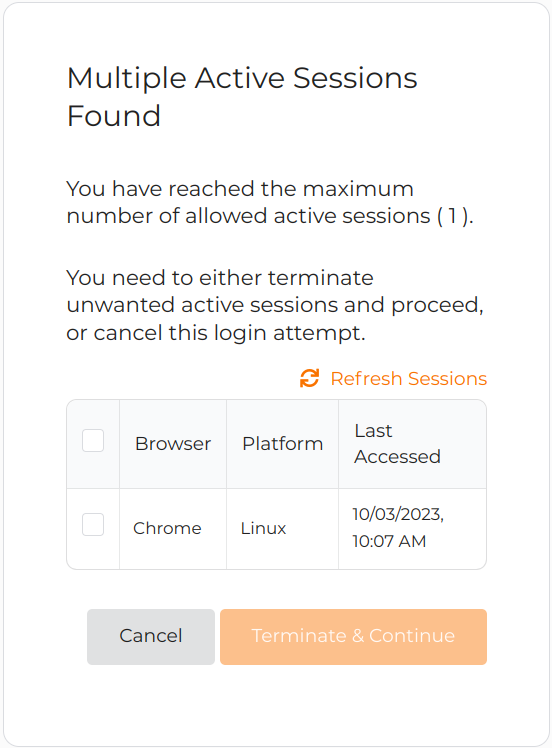 Multiple Active Sessions
Found
You have reached the maximum
number of allowed active sessions ( 1 ).
You need to either terminate
unwanted active sessions and proceed,
or cancel this login attempt.
Refresh Sessions
Browser Platform Last Accessed
Chrome Linux 10/03/2023, 10:07 AM
Cancel Terminate & Continue